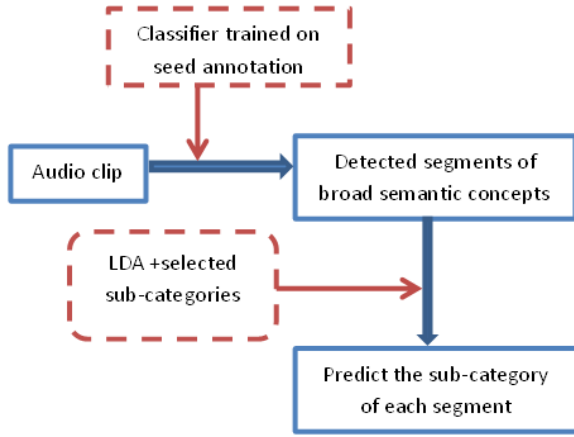 Classifier trained on
seed annotation
Audio clip
Detected segments of
broad semantic concepts
LDA +selected
sub-categories
Predict the sub-category
of each segment